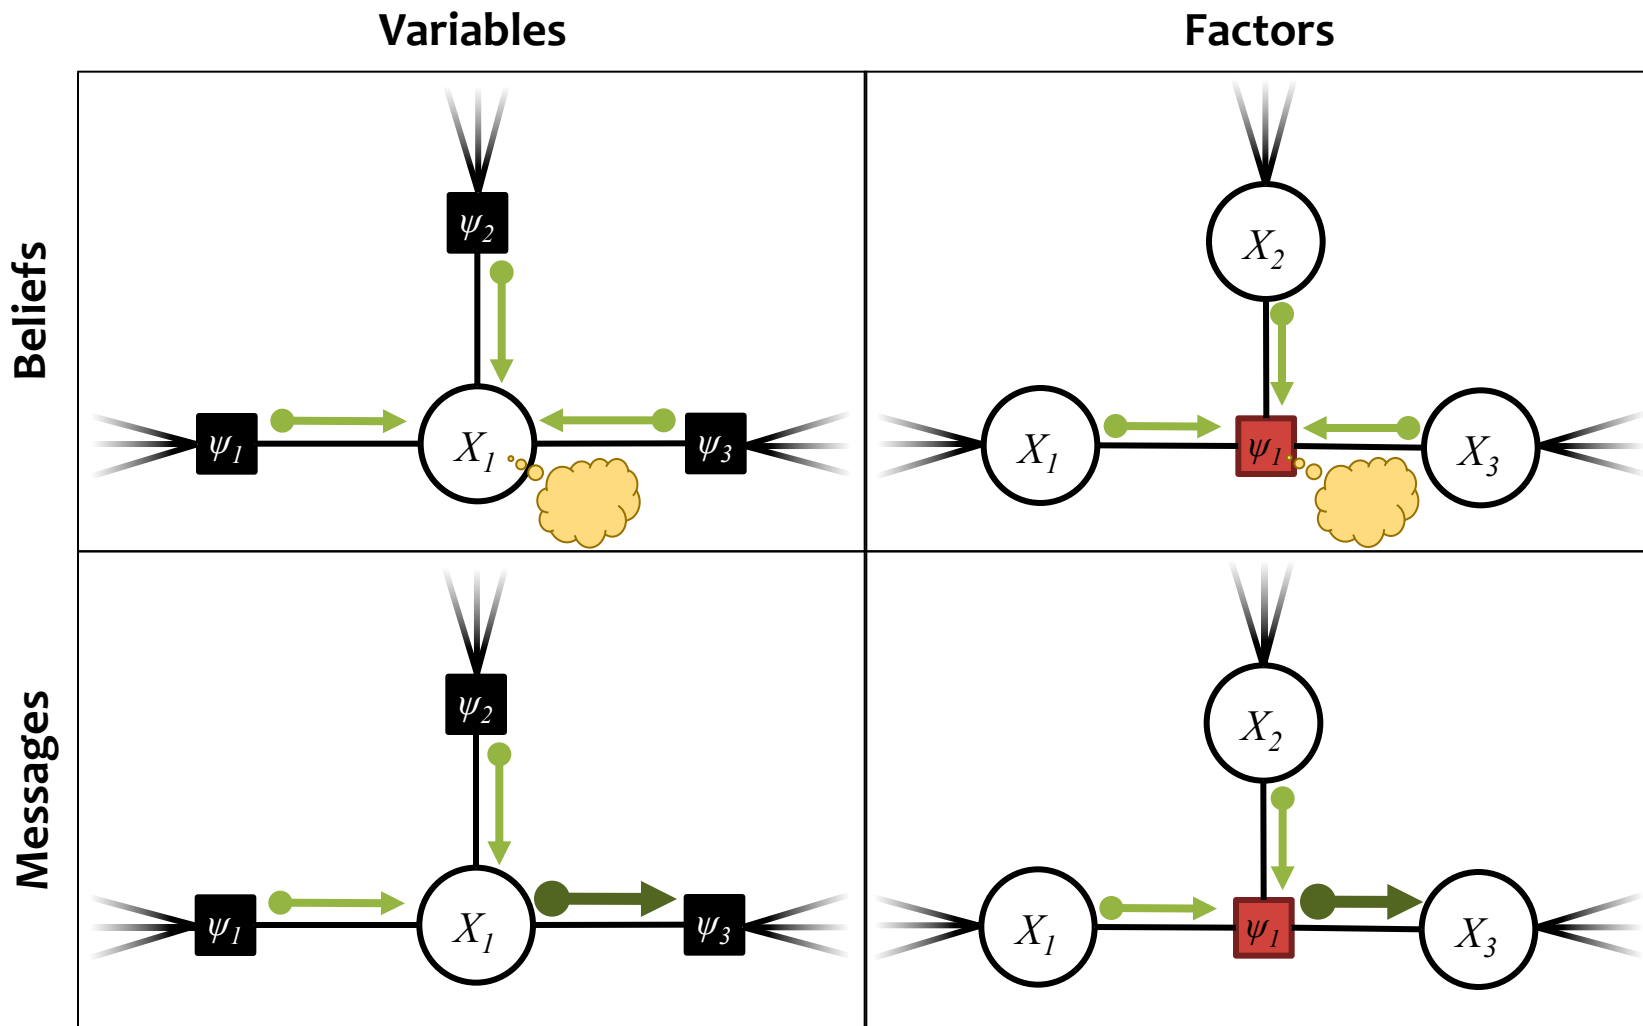 Variables
Factors
Beliefs
ψ2
ψ1
X1
ψ3
X2
X1
ψ1
X3
Messages
ψ2
ψ1
X1
ψ3
X2
X1
ψ1
X3